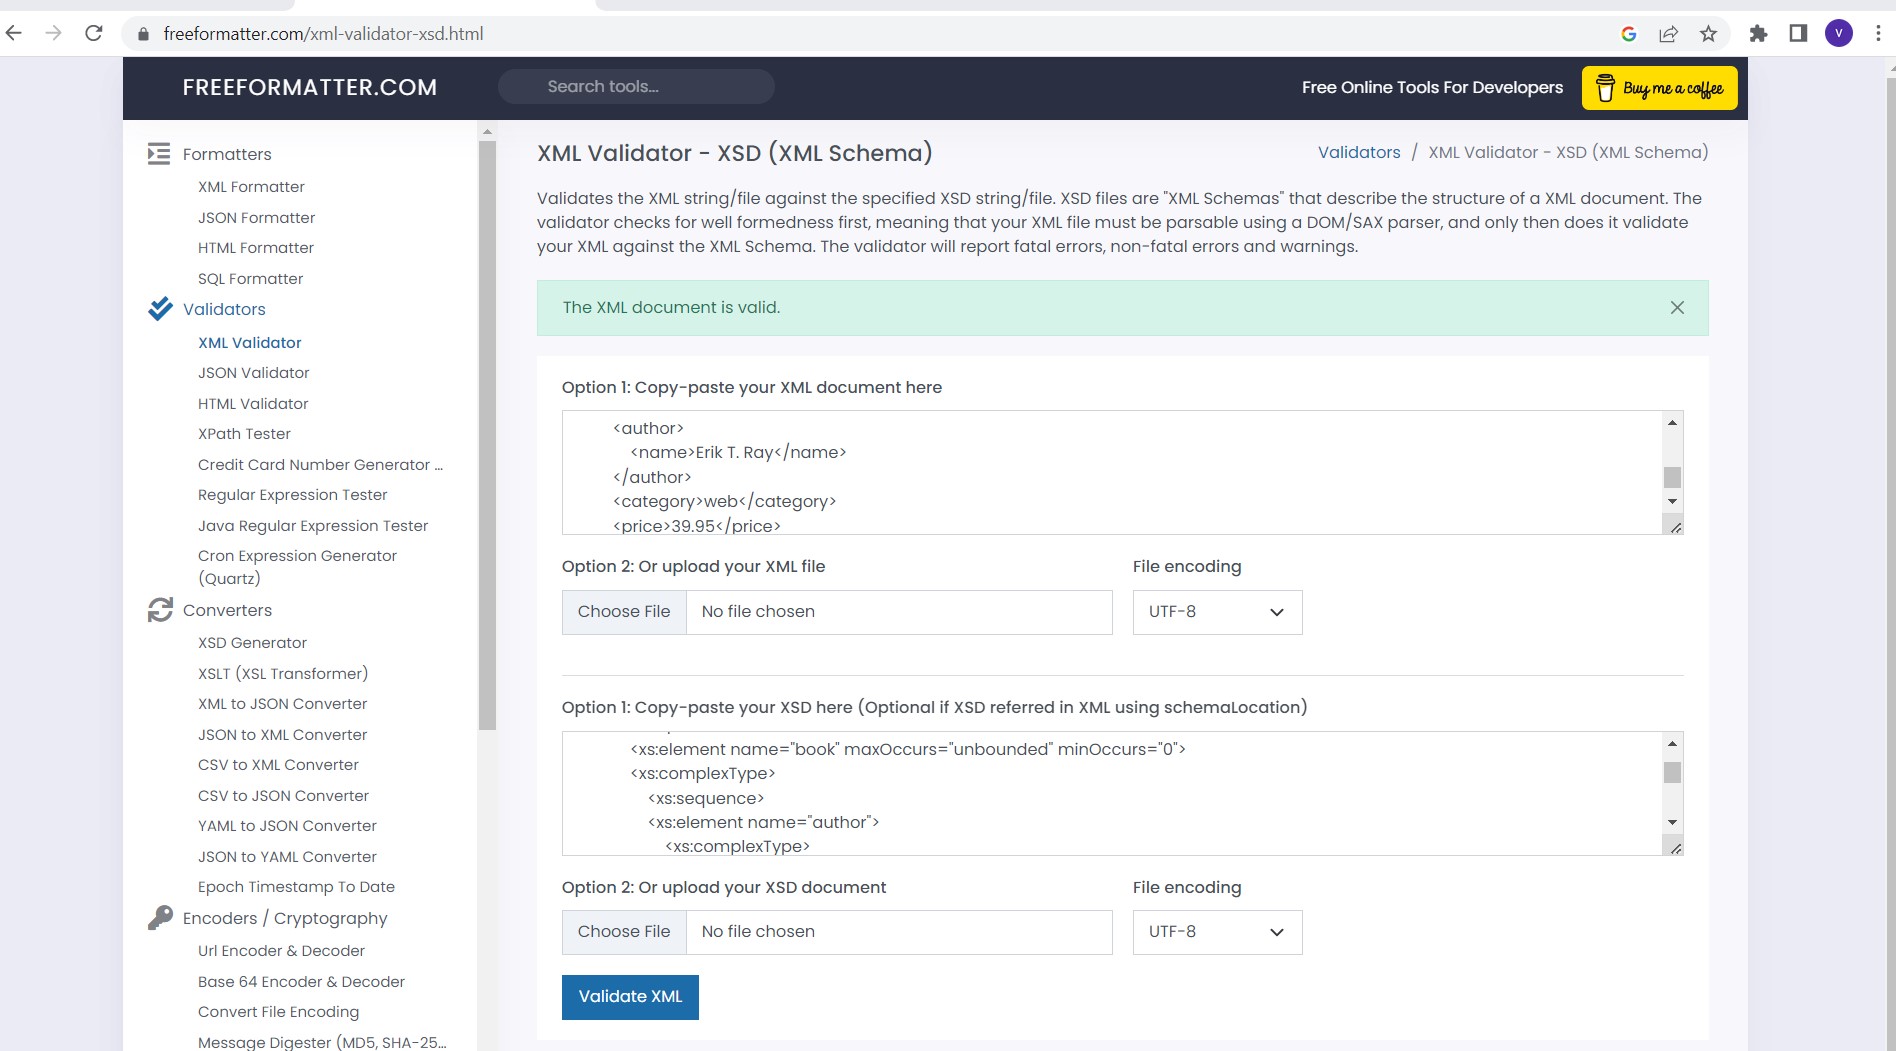 freeformatter.com/xml-validator-xsd.html
V
FREEFORMATTER.COM
Search tools...
Free Online Tools For Developers
Buy me a coffee
Formatters
XML Formatter
JSON Formatter
HTML Formatter
SQL Formatter
Validators
XML Validator
JSON Validator
HTML Validator
XPath Tester
Credit Card Number Generator ...
Regular Expression Tester
Java Regular Expression Tester
Cron Expression Generator
(Quartz)
Converters
XSD Generator
XSLT (XSL Transformer)
XML to JSON Converter
JSON to XML Converter
CSV to XML Converter
CSV to JSON Converter
YAML to JSON Converter
JSON to YAML Converter
Epoch Timestamp To Date
Encoders / Cryptography
Url Encoder & Decoder
Base 64 Encoder & Decoder
Convert File Encoding
Message Digester (MD5, SHA-25...
XML Validator - XSD (XML Schema)
Validators / XML Validator - XSD (XML Schema)
Validates the XML string/file against the specified XSD string/file. XSD files are "XML Schemas" that describe the structure of a XML document. The
validator checks for well formedness first, meaning that your XML file must be parsable using a DOM/SAX parser, and only then does it validate
your XML against the XML Schema. The validator will report fatal errors, non-fatal errors and warnings.
The XML document is valid.
Option 1: Copy-paste your XML document here
<author>
<name>Erik T. Ray</name>
</author>
<category>web</category>
<price>39.95</price>
Option 2: Or upload your XML file
File encoding
Choose File No file chosen
UTF-8
Option 1: Copy-paste your XSD here (Optional if XSD referred in XML using schemaLocation)
<xs:element name="book" maxOccurs="unbounded" minOccurs="0">
<xs:complexType>
<xs:sequence>
<xs:element name="author">
<xs:complexType>
Option 2: Or upload your XSD document
File encoding
Choose File No file chosen
UTF-8
Validate XML